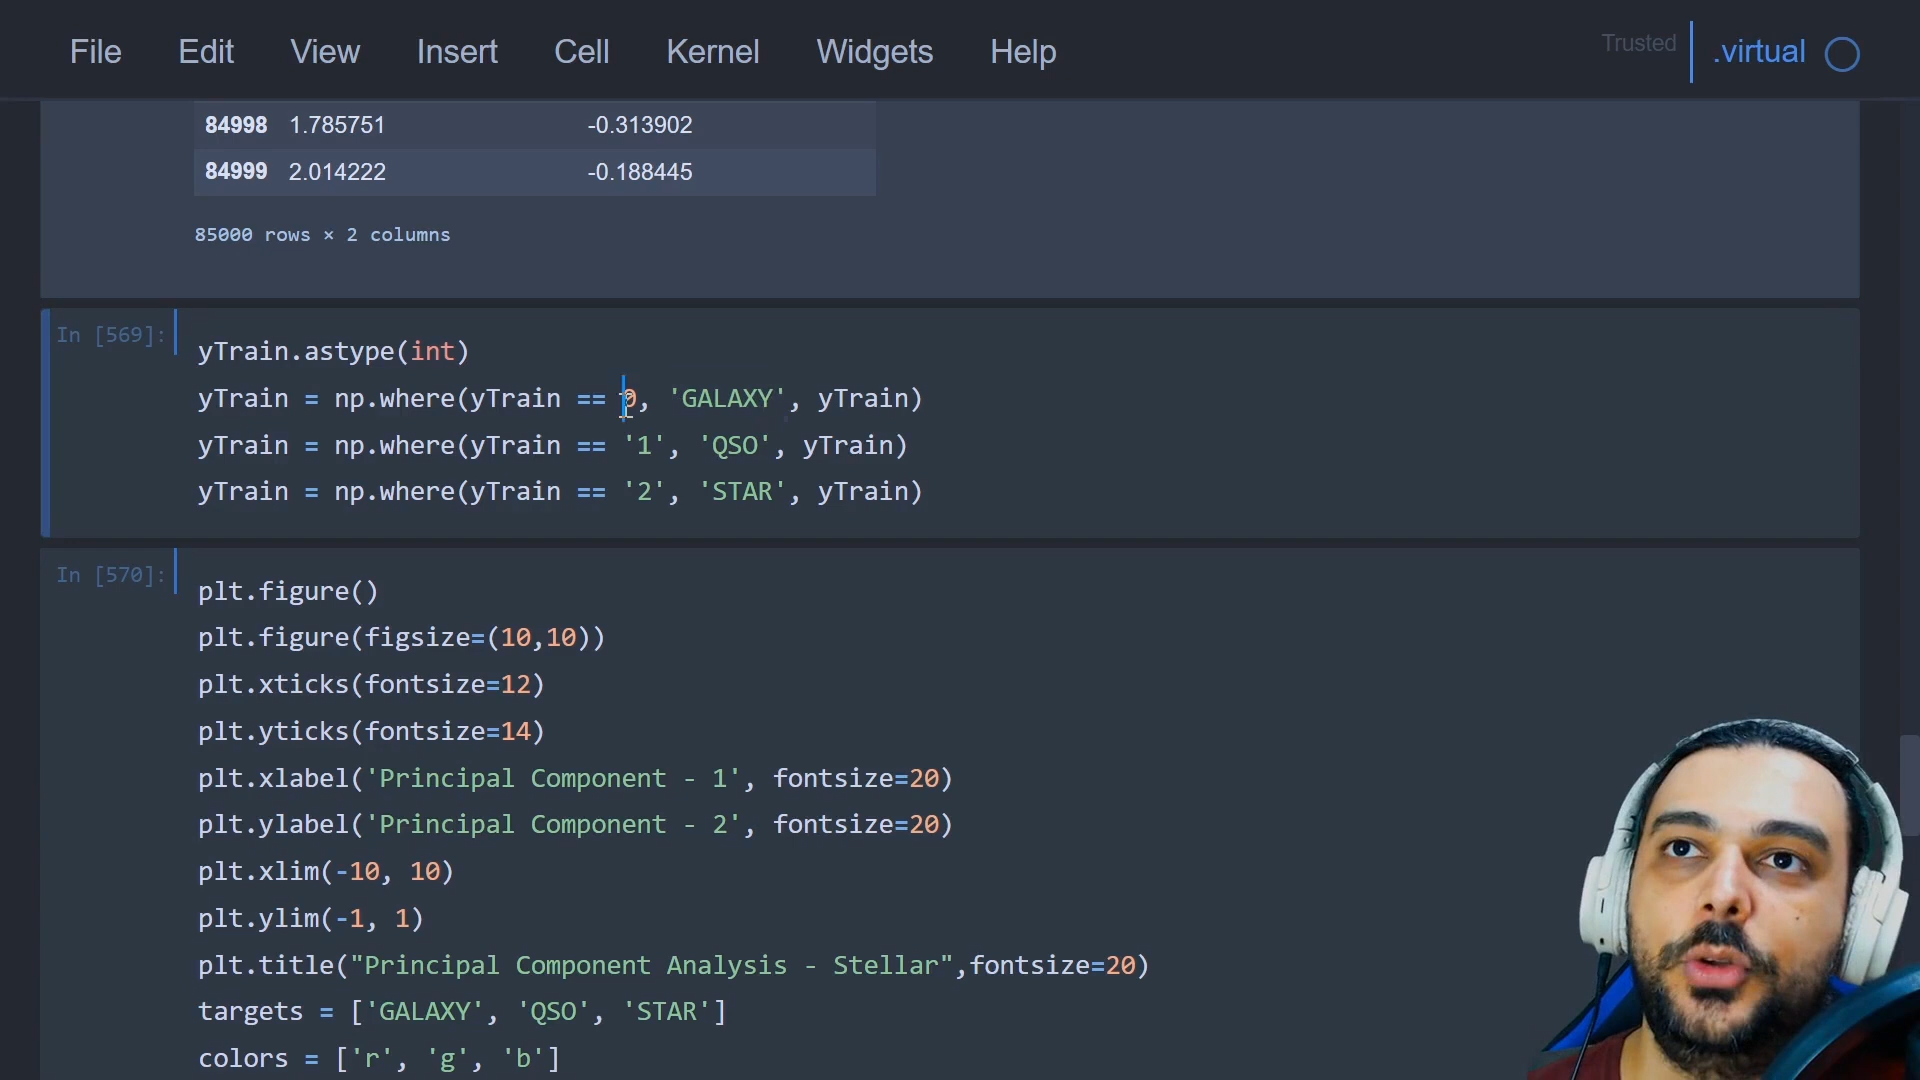 File Edit View Insert Cell Kernel Widgets Help Trusted .virtual
84998 1.785751 -0.313902
84999 2.014222 -0.188445
85000 rows × 2 columns
In [569]:
yTrain.astype(int)
yTrain = np.where(yTrain == 0, 'GALAXY', yTrain)
yTrain = np.where(yTrain == '1', 'QSO', yTrain)
yTrain = np.where(yTrain == '2', 'STAR', yTrain)
In [570]:
plt.figure()
plt.figure(figsize=(10,10))
plt.xticks(fontsize=12)
plt.yticks(fontsize=14)
plt.xlabel('Principal Component - 1', fontsize=20)
plt.ylabel('Principal Component - 2', fontsize=20)
plt.xlim(-10, 10)
plt.ylim(-1, 1)
plt.title("Principal Component Analysis - Stellar",fontsize=20)
targets = ['GALAXY', 'QSO', 'STAR']
colors = ['r', 'g', 'b']